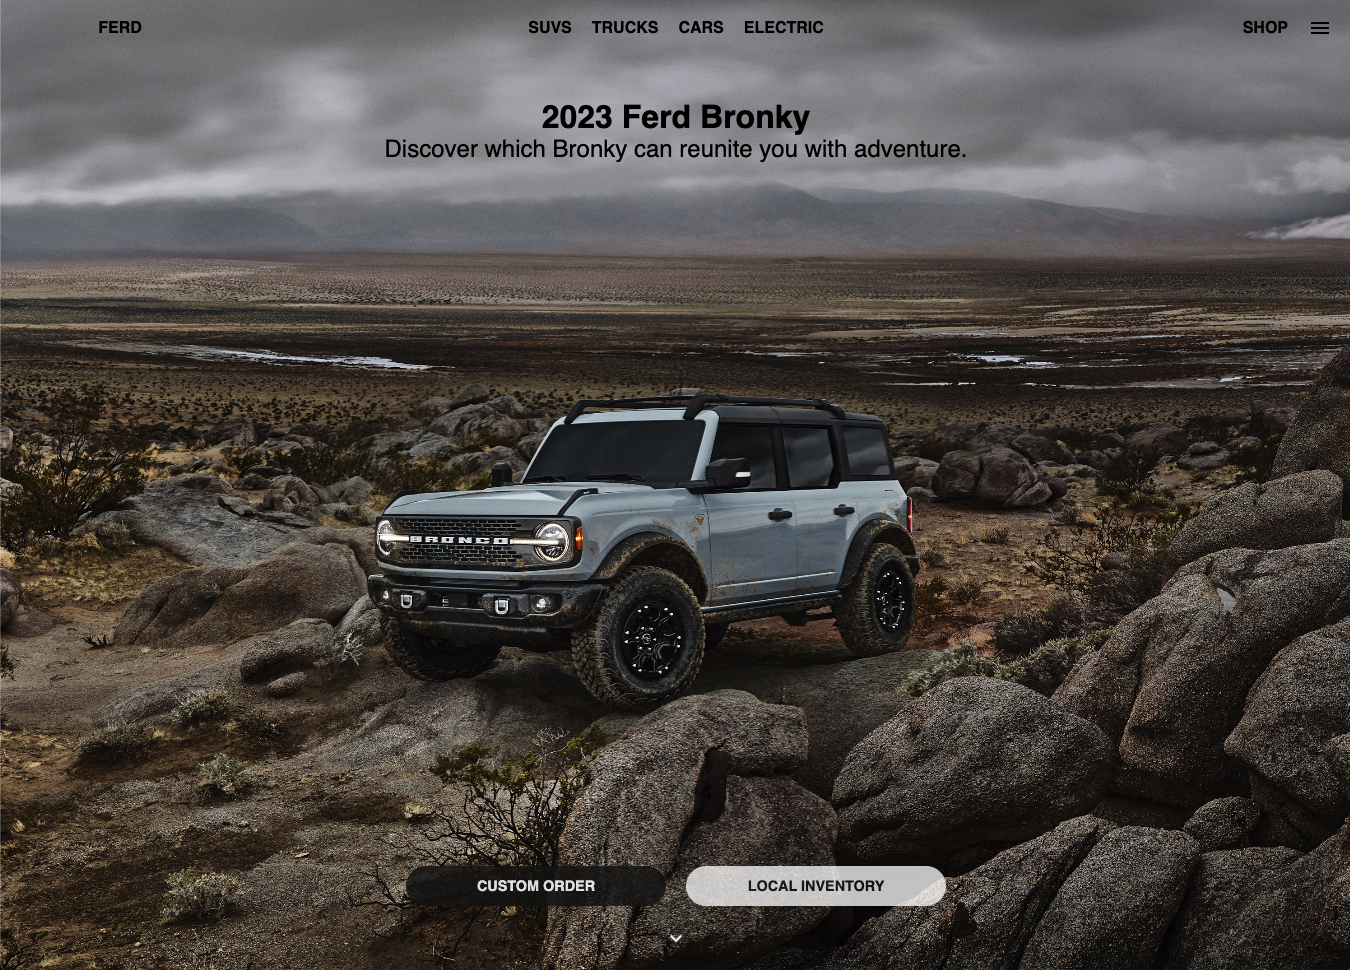 FERD
SUVS TRUCKS CARS ELECTRIC
SHOP
2023 Ferd Bronky
Discover which Bronky can reunite you with adventure.
BRONCO
CUSTOM ORDER
LOCAL INVENTORY